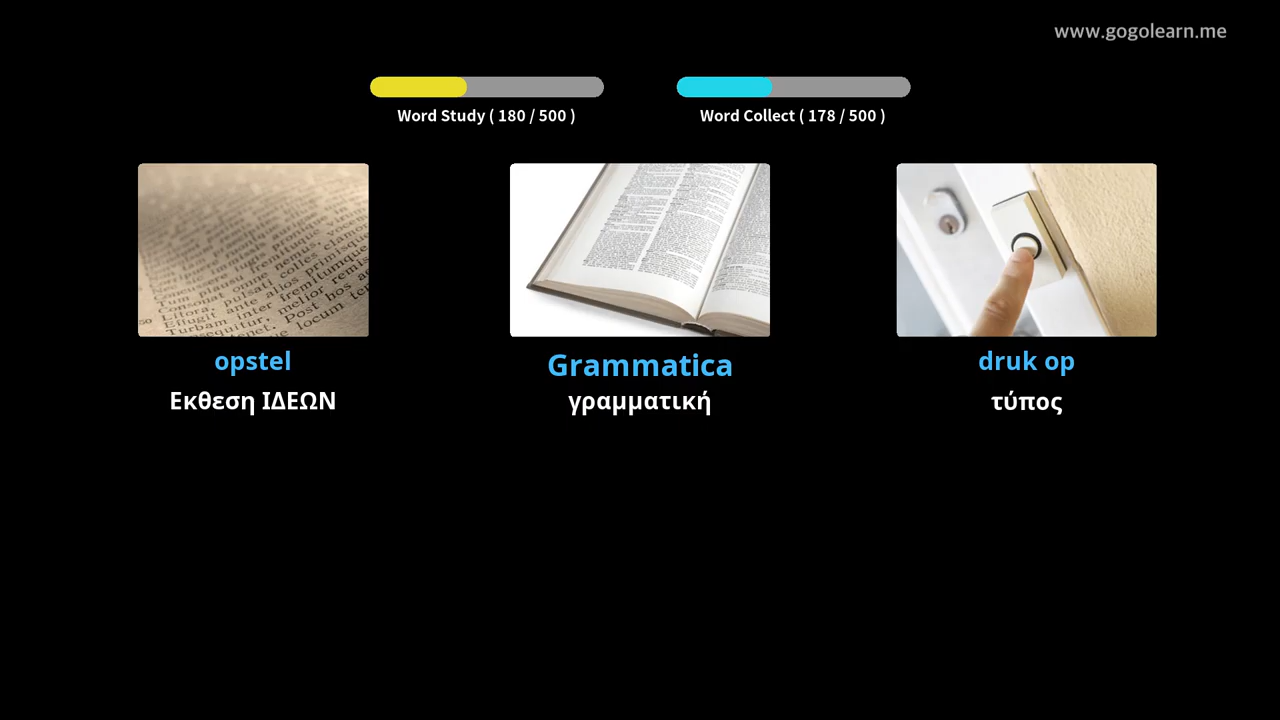 www.gogolearn.me
Word Study ( 180 / 500 )
Word Collect ( 178 / 500 )
opstel
Εκθεση ΙΔΕΩΝ
Grammatica
γραμματική
druk op
τύπος